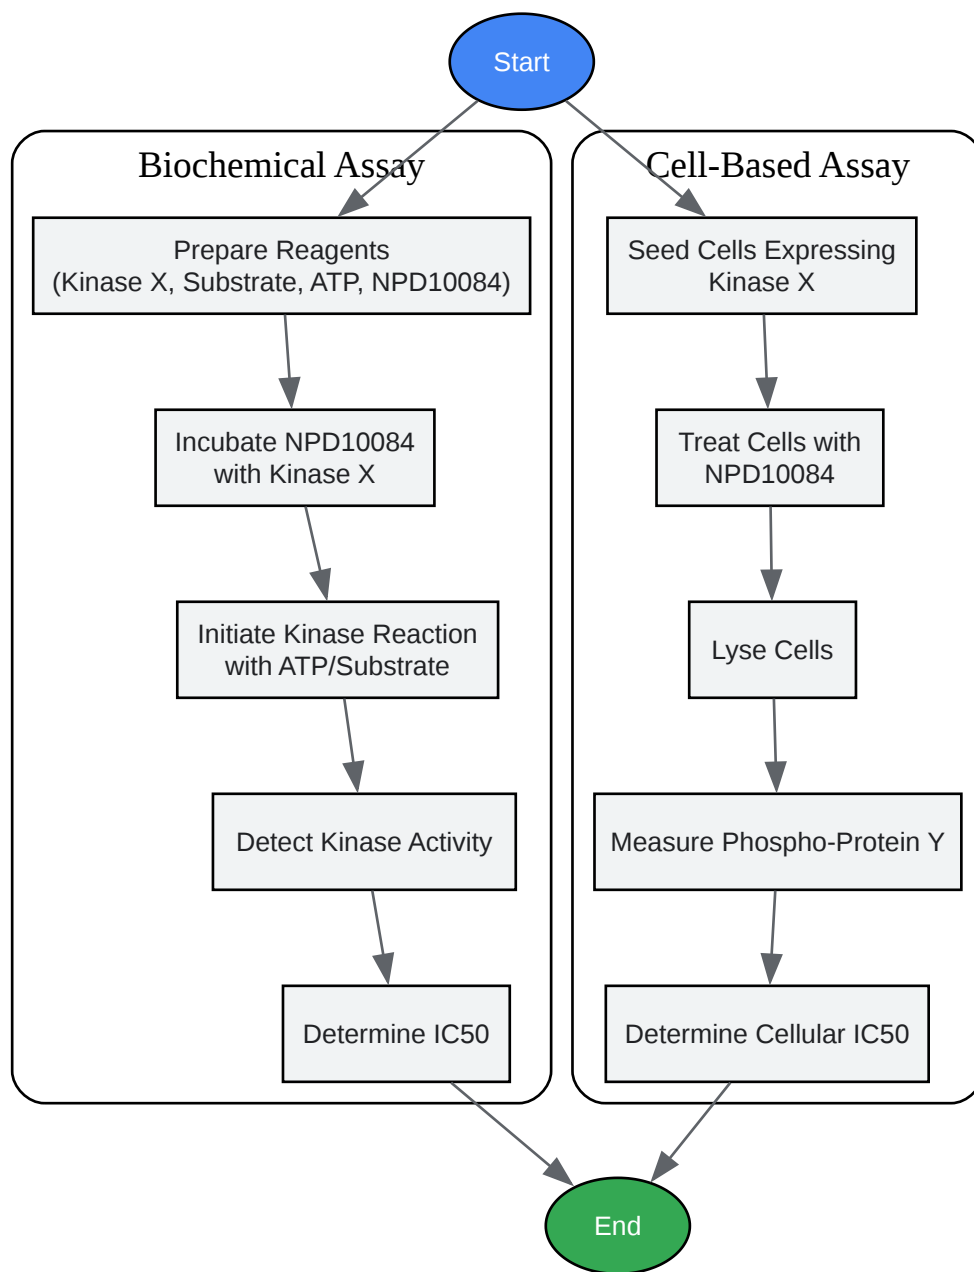 Start
Biochemical Assay
Prepare Reagents
(Kinase X, Substrate, ATP, NPD10084)
Incubate NPD10084
with Kinase X
Initiate Kinase Reaction
with ATP/Substrate
Detect Kinase Activity
Determine IC50
Cell-Based Assay
Seed Cells Expressing
Kinase X
Treat Cells with
NPD10084
Lyse Cells
Measure Phospho-Protein Y
Determine Cellular IC50
End